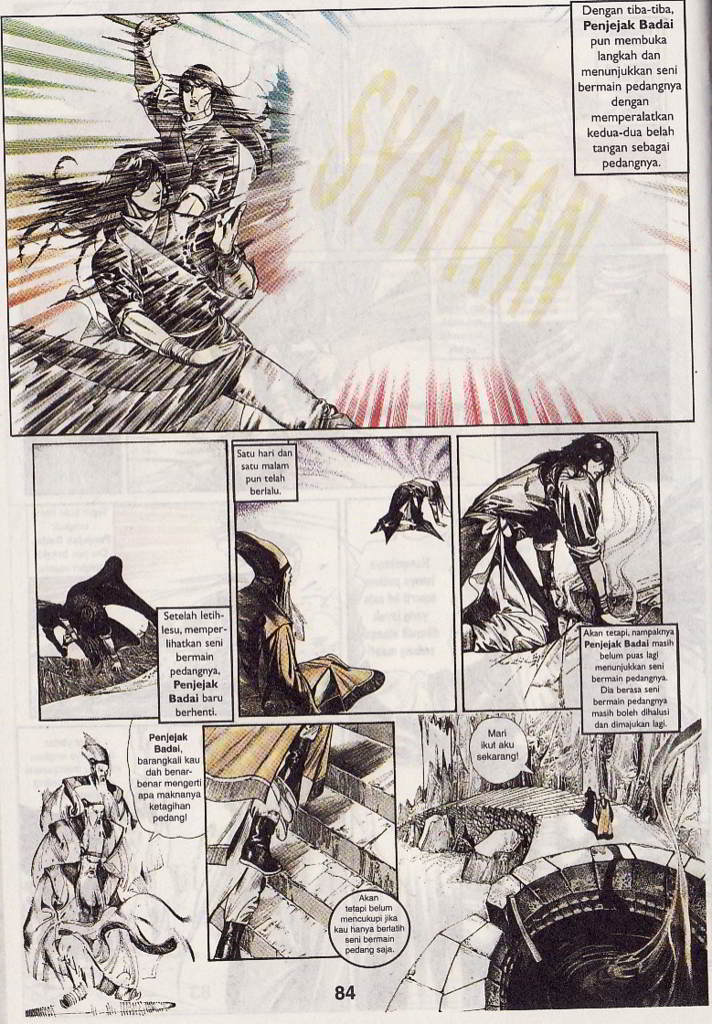 Dengan tiba-tiba,
Penjejak Badai
pun membuka
langkah dan
menunjukkan seni
bermain pedangnya
dengan
memperalatkan
kedua-dua belah
tangan sebagai
pedangnya.
SYAITAN
Setelah letih-
lesu, memper-
lihatkan seni
bermain
pedangnya,
Penjejak
Badai baru
berhenti.
Satu hari dan
satu malam
pun telah
berlalu.
Akan tetapi, nampaknya
Penjejak Badai masih
belum puas lagi
menunjukkan seni
bermain pedangnya.
Dia berasa seni
bermain pedangnya
masih boleh dihalusi
dan dimajukan lagi.
Penjejak
Badai,
barangkali kau
dah benar-
benar mengerti
apa maknanya
ketagihan
pedang!
Akan
tetapi belum
mencukupi jika
kau hanya berlatih
seni bermain
pedang saja.
Mari
ikut aku
sekarang!
84